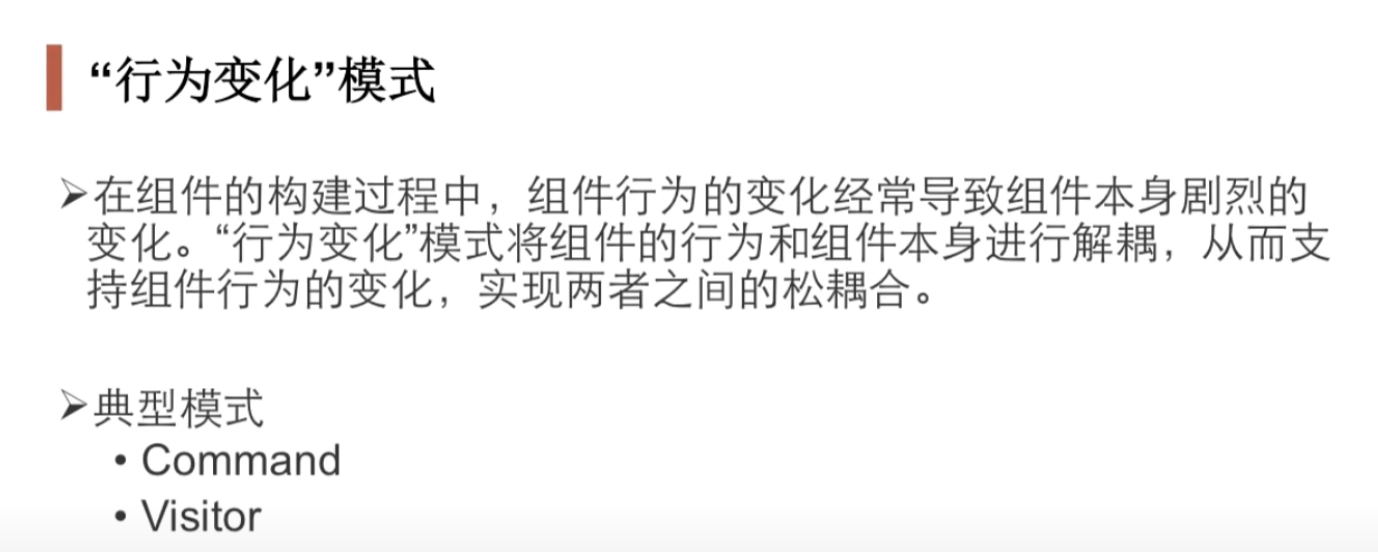 “行为变化”模式
➢在组件的构建过程中，组件行为的变化经常导致组件本身剧烈的
变化。“行为变化”模式将组件的行为和组件本身进行解耦，从而支
持组件行为的变化，实现两者之间的松耦合。
➢典型模式
• Command
• Visitor